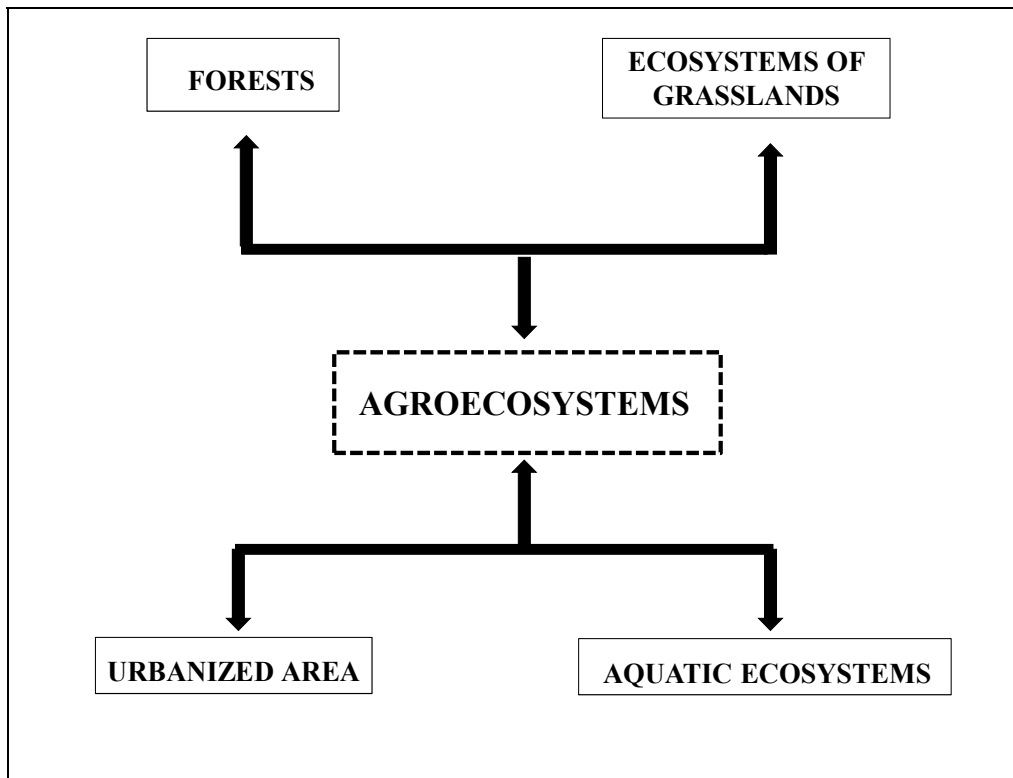 FORESTS
ECOSYSTEMS OF
GRASSLANDS
AGROECOSYSTEMS
URBANIZED AREA
AQUATIC ECOSYSTEMS